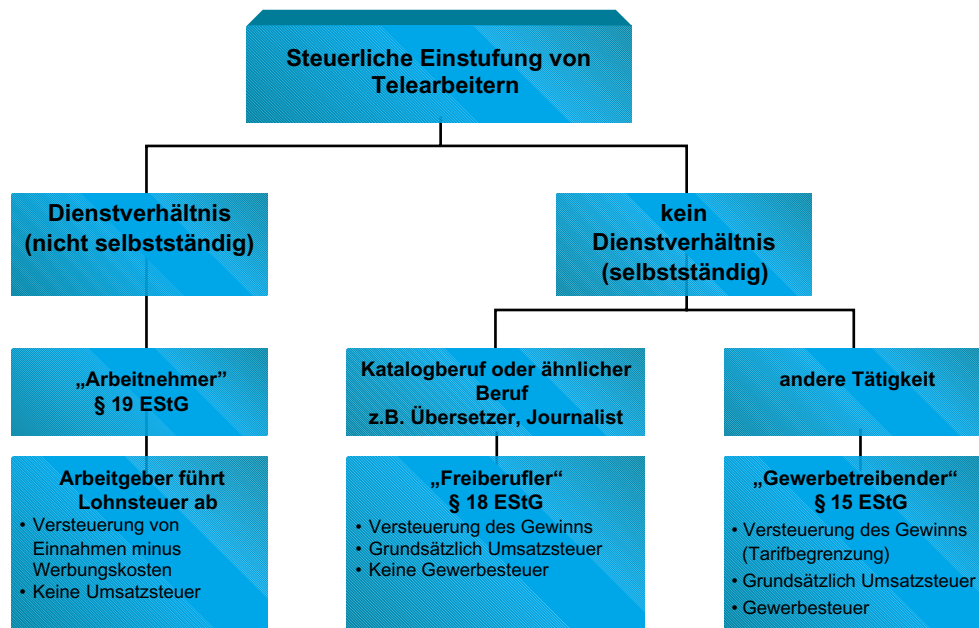 Steuerliche Einstufung von
Telearbeitern
Dienstverhältnis
(nicht selbstständig)
kein
Dienstverhältnis
(selbstständig)
„Arbeitnehmer”
§ 19 EStG
Katalogberuf oder ähnlicher
Beruf
z.B. Übersetzer, Journalist
andere Tätigkeit
Arbeitgeber führt
Lohnsteuer ab
• Versteuerung von
Einnahmen minus
Werbungskosten
• Keine Umsatzsteuer
„Freiberufler“
§ 18 EStG
• Versteuerung des Gewinns
• Grundsätzlich Umsatzsteuer
• Keine Gewerbesteuer
„Gewerbetreibender“
§ 15 EStG
• Versteuerung des Gewinns
(Tarifbegrenzung)
• Grundsätzlich Umsatzsteuer
• Gewerbesteuer